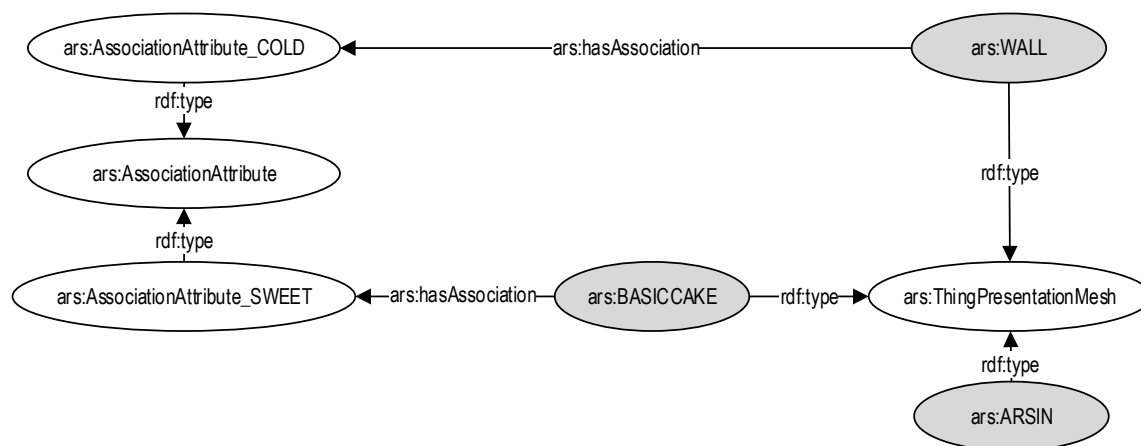 ars:AssociationAttribute_COLD
ars:hasAssociation
ars:WALL
rdf:type
ars:AssociationAttribute
rdf:type
rdf:type
ars:AssociationAttribute_SWEET
ars:hasAssociation
ars:BASICCAKE
rdf:type
ars:ThingPresentationMesh
rdf:type
ars:ARSIN